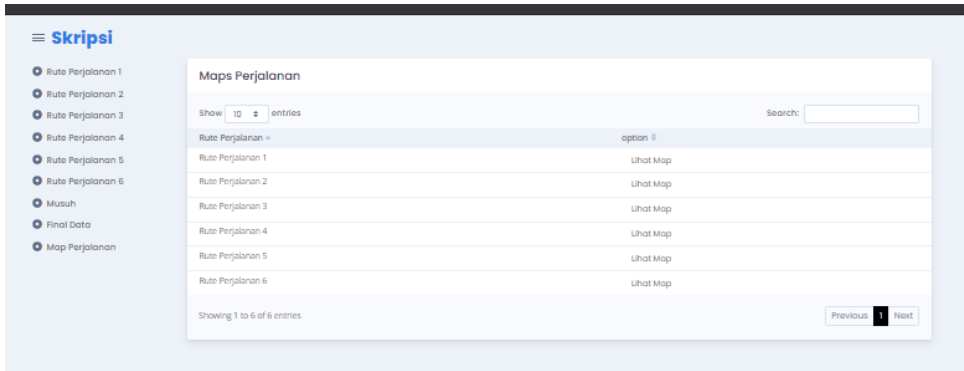 Skripsi
Rute Perjalanan 1
Rute Perjalanan 2
Rute Perjalanan 3
Rute Perjalanan 4
Rute Perjalanan 5
Rute Perjalanan 6
Musuh
Final Data
Map Perjalanan
Maps Perjalanan
Show 10 entries Search:
Rute Perjalanan option
Rute Perjalanan 1 Lihat Map
Rute Perjalanan 2 Lihat Map
Rute Perjalanan 3 Lihat Map
Rute Perjalanan 4 Lihat Map
Rute Perjalanan 5 Lihat Map
Rute Perjalanan 6 Lihat Map
Showing 1 to 6 of 6 entries Previous 1 Next